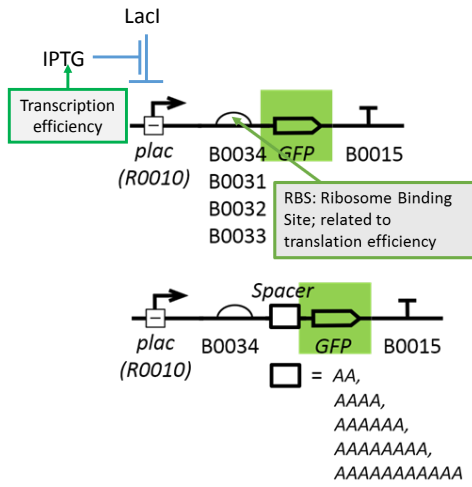 LacI
IPTG
Transcription
efficiency
plac
(R0010)
B0034 GFP B0015
B0031
B0032
B0033
RBS: Ribosome Binding
Site; related to
translation efficiency
Spacer
plac B0034 GFP B0015
(R0010)
= AA,
AAAA,
AAAAAA,
AAAAAAAA,
AAAAAAAAAAA